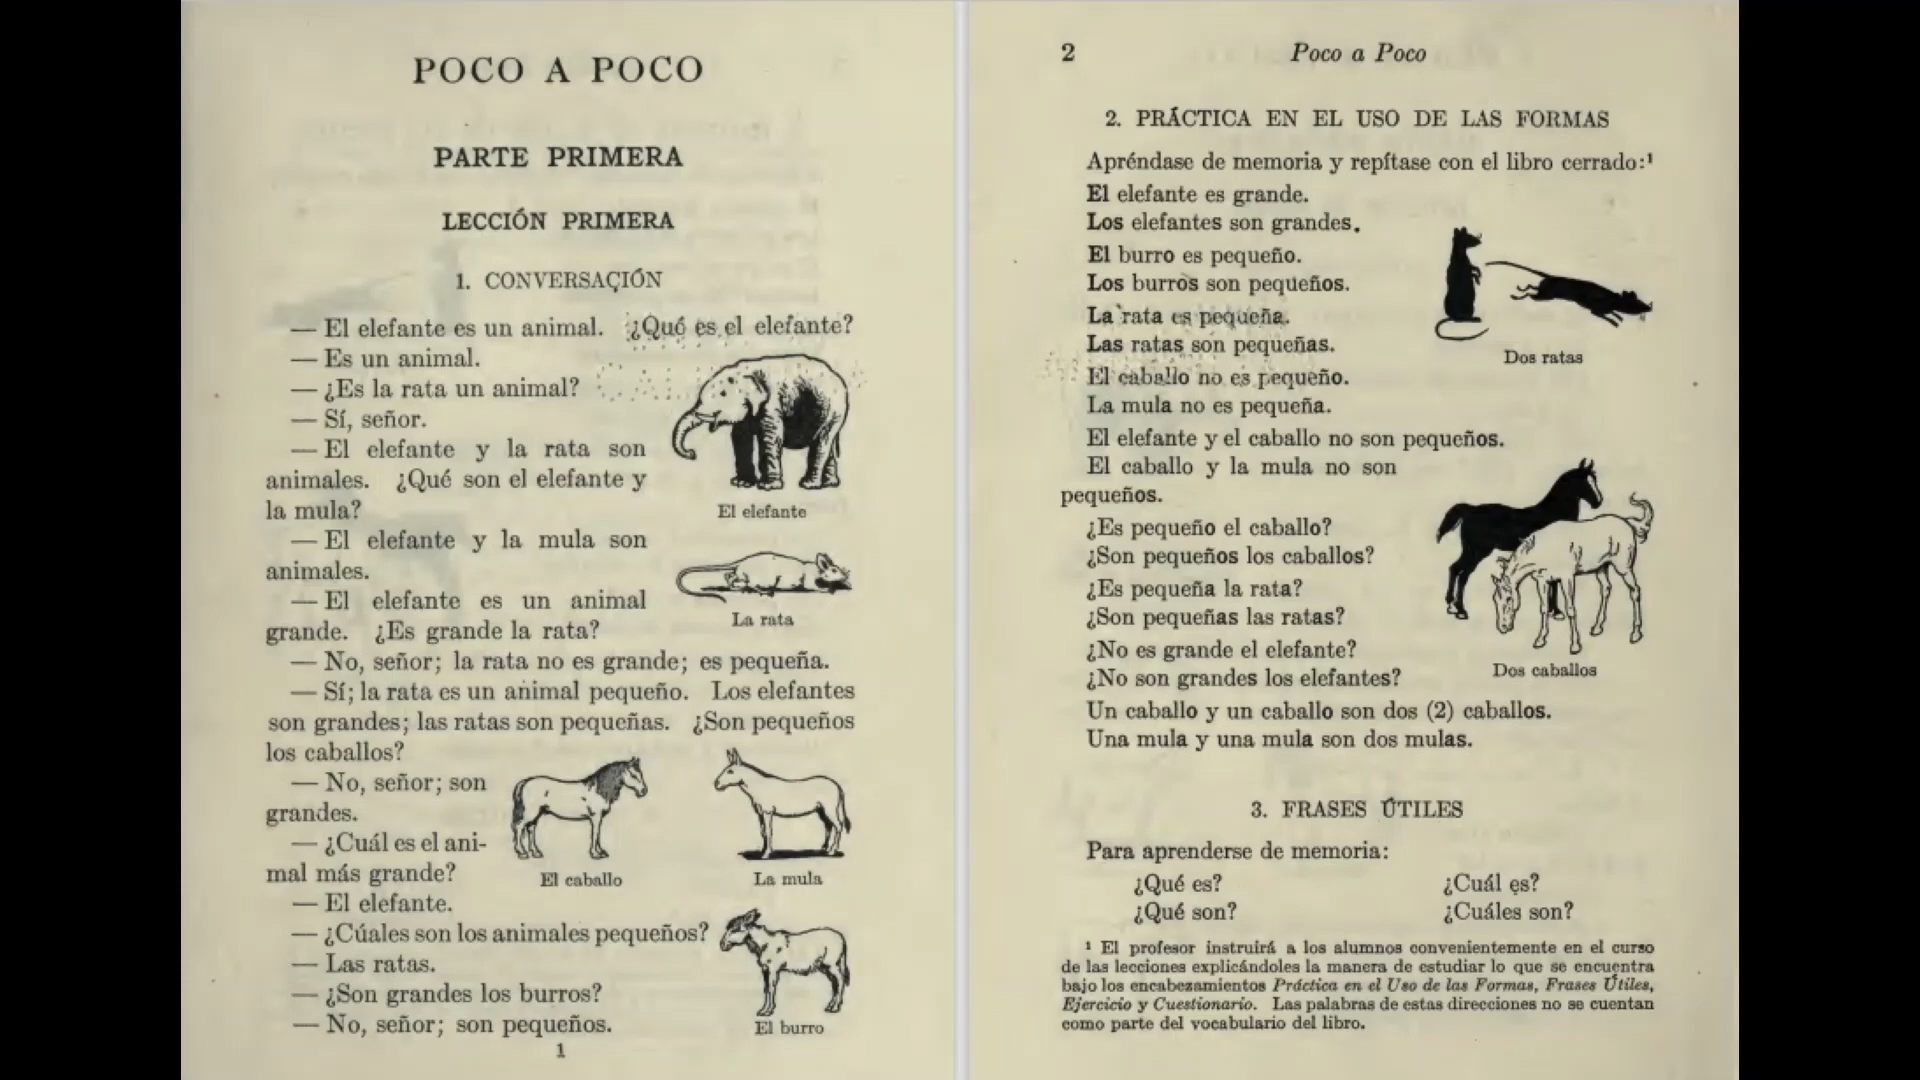 POCO A POCO
PARTE PRIMERA
LECCIÓN PRIMERA
1. CONVERSACIÓN
— El elefante es un animal. ¿Qué es el elefante?
— Es un animal.
— ¿Es la rata un animal?
— Sí, señor.
— El elefante y la rata son
animales. ¿Qué son el elefante y
la mula?
El elefante
— El elefante y la mula son
animales.
— El elefante es un animal
grande. ¿Es grande la rata?
La rata
— No, señor; la rata no es grande; es pequeña.
— Sí; la rata es un animal pequeño. Los elefantes
son grandes; las ratas son pequeñas. ¿Son pequeños
los caballos?
— No, señor; son
grandes.
— ¿Cuál es el ani-
mal más grande?
El caballo
La mula
— El elefante.
— ¿Cúales son los animales pequeños?
— Las ratas.
— ¿Son grandes los burros?
— No, señor; son pequeños.
El burro
1
2 Poco a Poco
2. PRÁCTICA EN EL USO DE LAS FORMAS
Apréndase de memoria y repítase con el libro cerrado:¹
El elefante es grande.
Los elefantes son grandes.
El burro es pequeño.
Los burros son pequeños.
La rata es pequeña.
Las ratas son pequeñas.
Dos ratas
El caballo no es pequeño.
La mula no es pequeña.
El elefante y el caballo no son pequeños.
El caballo y la mula no son
pequeños.
¿Es pequeño el caballo?
¿Son pequeños los caballos?
¿Es pequeña la rata?
¿Son pequeñas las ratas?
¿No es grande el elefante?
¿No son grandes los elefantes?
Dos caballos
Un caballo y un caballo son dos (2) caballos.
Una mula y una mula son dos mulas.
3. FRASES ÚTILES
Para aprenderse de memoria:
¿Qué es? ¿Cuál es?
¿Qué son? ¿Cuáles son?
¹ El profesor instruirá a los alumnos convenientemente en el curso
de las lecciones explicándoles la manera de estudiar lo que se encuentra
bajo los encabezamientos Práctica en el Uso de las Formas, Frases Útiles,
Ejercicio y Cuestionario. Las palabras de estas direcciones no se cuentan
como parte del vocabulario del libro.